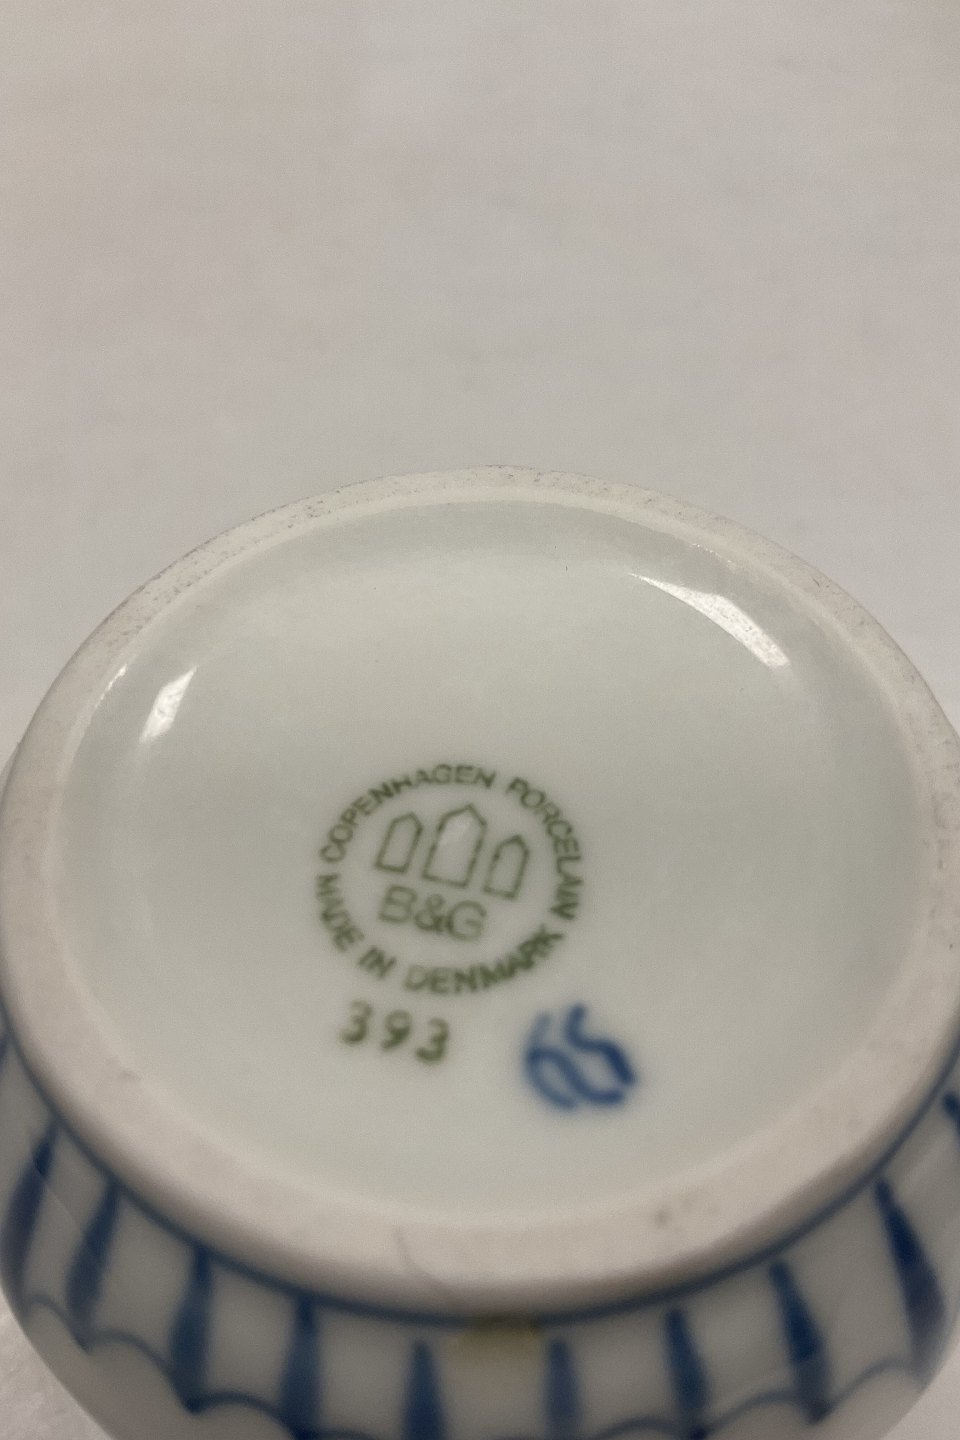 COPENHAGEN PORCELAIN
B&G
MADE IN DENMARK
393